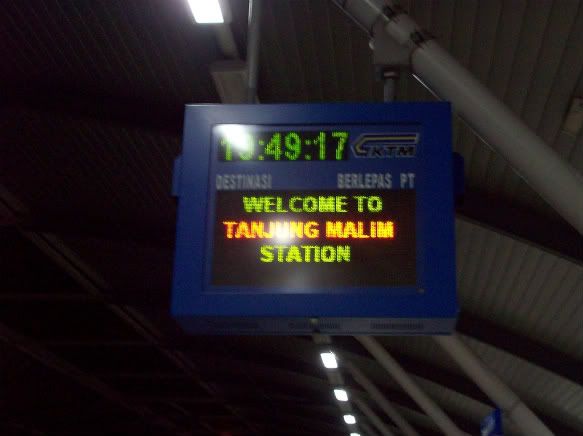 :49:17 KTM
DESTINASI BERLEPAS PT
WELCOME TO
TANJUNG MALIM
STATION